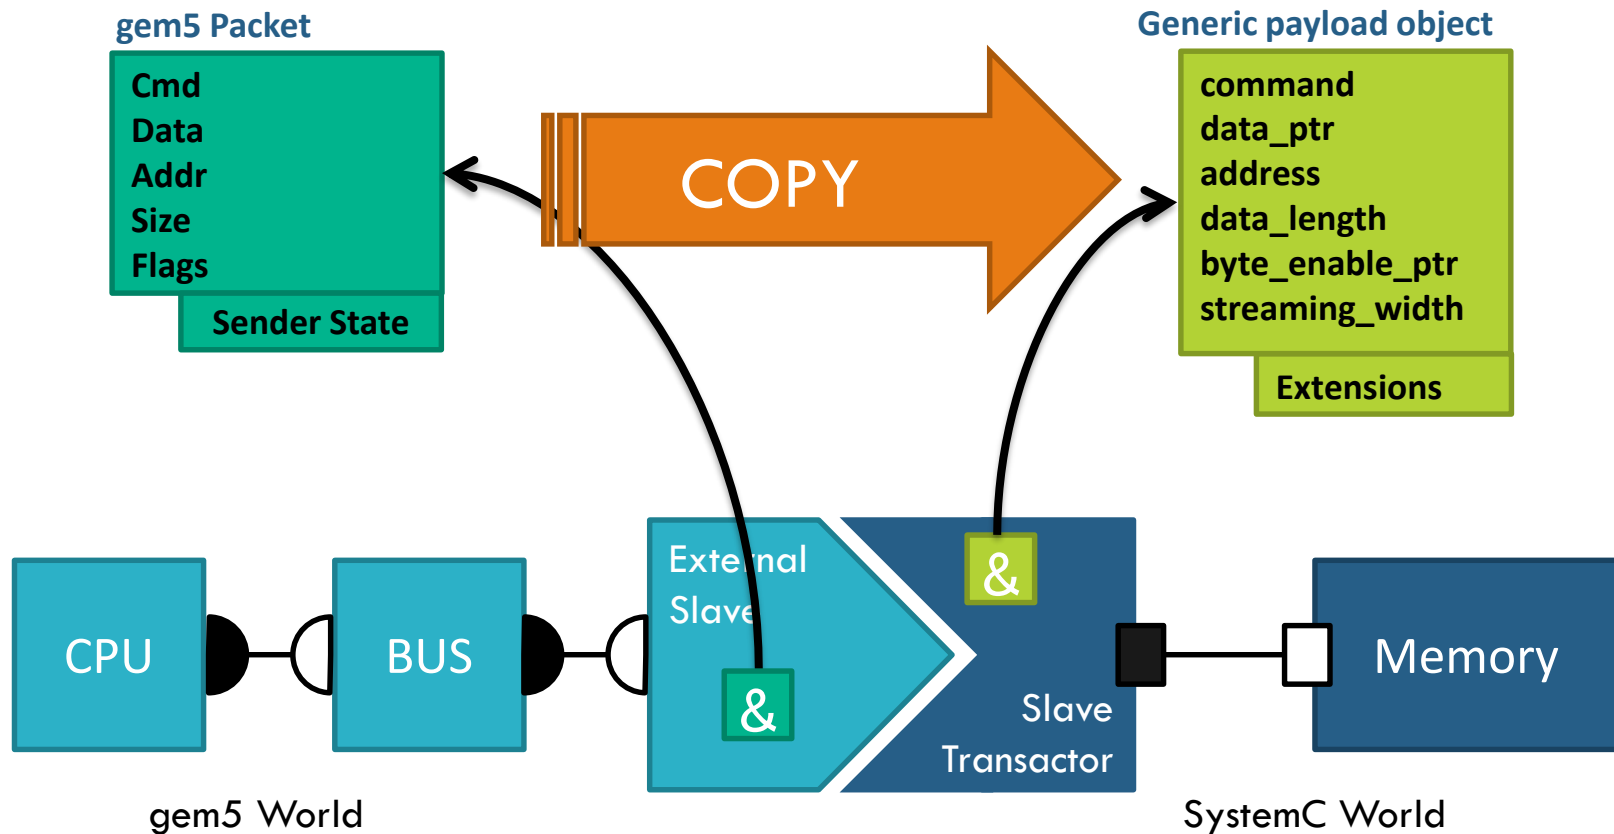 gem5 Packet
Cmd
Data
Addr
Size
Flags
Sender State
COPY
Generic payload object
command
data_ptr
address
data_length
byte_enable_ptr
streaming_width
Extensions
CPU
BUS
External
Slave
&
&
Slave
Transactor
Memory
gem5 World
SystemC World